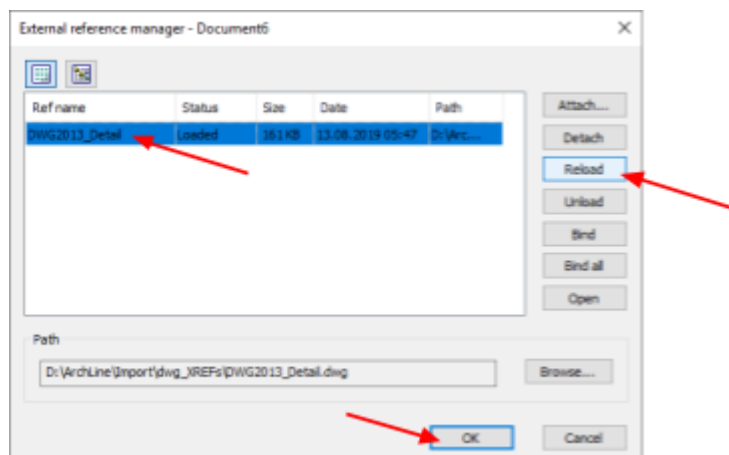 External reference manager - Document6
Ref name Status Size Date Path Attach...
DWG2013_Detail Loaded 161 KB 13.08.2019 05:47 D:\Arc... Detach
Reload
Unload
Bind
Bind all
Open
Path
D:\ArchLine\Import\dwg_XREFs\DWG2013_Detail.dwg Browse...
OK Cancel